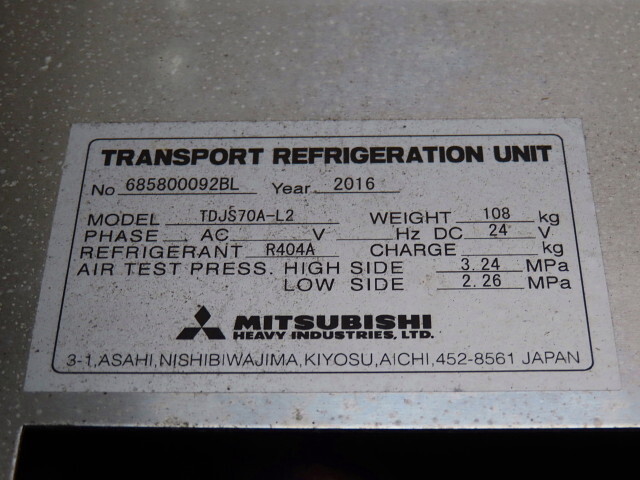 TRANSPORT REFRIGERATION UNIT
No 685800092BL Year 2016
MODEL TDJS70A-L2 WEIGHT 108 kg
PHASE AC V Hz DC 24 V
REFRIGERANT R404A CHARGE kg
AIR TEST PRESS. HIGH SIDE 3.24 MPa
LOW SIDE 2.26 MPa
MITSUBISHI
HEAVY INDUSTRIES, LTD.
3-1, ASAHI, NISHIBIWAJIMA, KIYOSU, AICHI, 452-8561 JAPAN